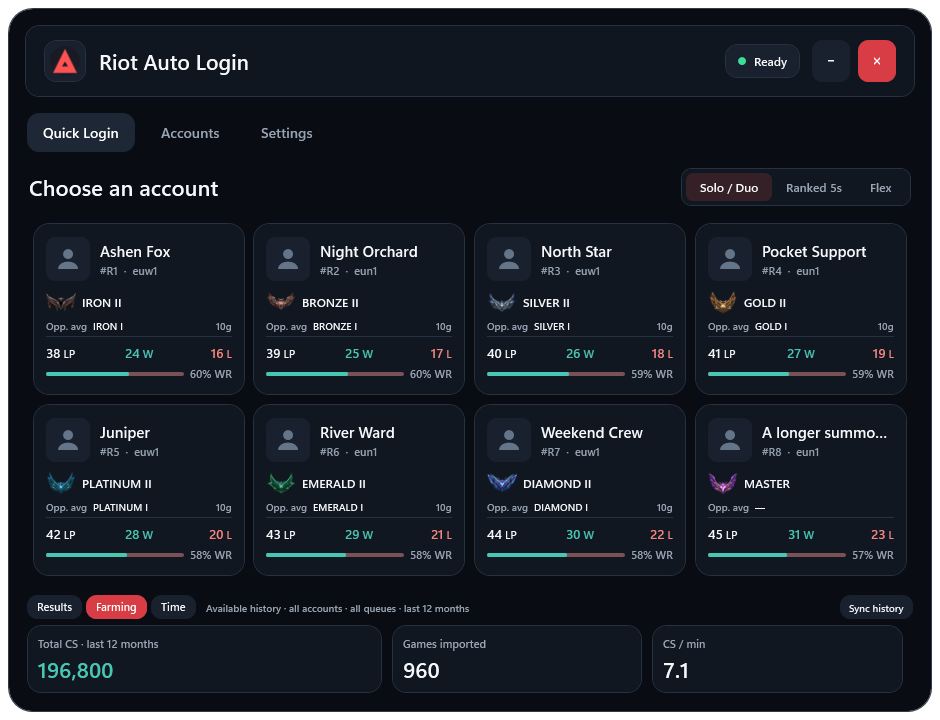 Riot Auto Login
Ready
Quick Login Accounts Settings
Choose an account
Solo / Duo Ranked 5s Flex
Ashen Fox
#R1 · euw1
IRON II
Opp. avg IRON I 10g
38 LP 24 W 16 L
60% WR
Night Orchard
#R2 · eun1
BRONZE II
Opp. avg BRONZE I 10g
39 LP 25 W 17 L
60% WR
North Star
#R3 · euw1
SILVER II
Opp. avg SILVER I 10g
40 LP 26 W 18 L
59% WR
Pocket Support
#R4 · eun1
GOLD II
Opp. avg GOLD I 10g
41 LP 27 W 19 L
59% WR
Juniper
#R5 · euw1
PLATINUM II
Opp. avg PLATINUM I 10g
42 LP 28 W 20 L
58% WR
River Ward
#R6 · eun1
EMERALD II
Opp. avg EMERALD I 10g
43 LP 29 W 21 L
58% WR
Weekend Crew
#R7 · euw1
DIAMOND II
Opp. avg DIAMOND I 10g
44 LP 30 W 22 L
58% WR
A longer summo...
#R8 · eun1
MASTER
Opp. avg —
45 LP 31 W 23 L
57% WR
Results Farming Time Available history · all accounts · all queues · last 12 months Sync history
Total CS · last 12 months
196,800
Games imported
960
CS / min
7.1